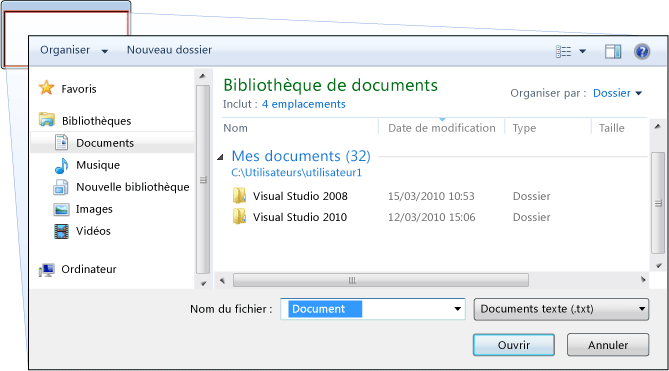 Organiser Nouveau dossier
Favoris
Bibliothèques
Documents
Musique
Nouvelle bibliothèque
Images
Vidéos
Ordinateur
Bibliothèque de documents
Inclut : 4 emplacements
Organiser par : Dossier
Nom Date de modification Type Taille
Mes documents (32)
C:\Utilisateurs\utilisateur1
Visual Studio 2008 15/03/2010 10:53 Dossier
Visual Studio 2010 12/03/2010 15:06 Dossier
Nom du fichier : Document Documents texte (.txt)
Ouvrir Annuler